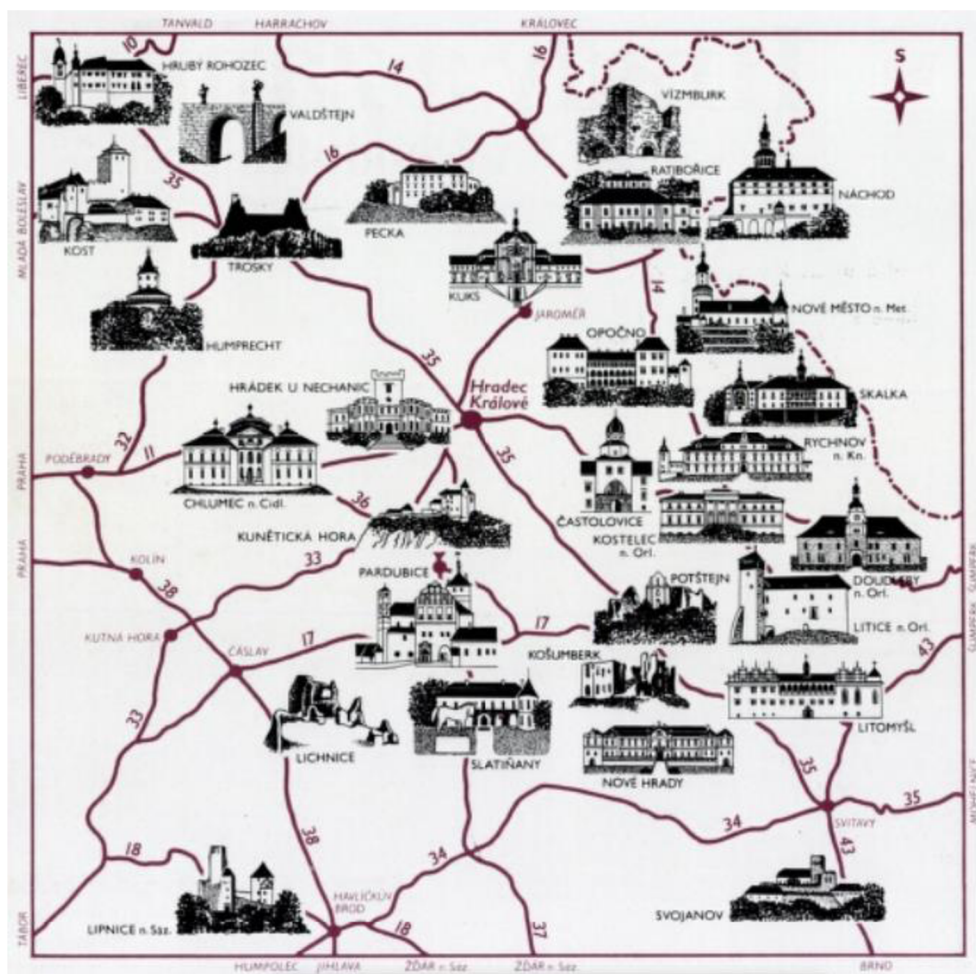 TANVALD
HARRACHOV
KRÁLOVEC
LIBEREC
10
HRUBÝ ROHOZEC
14
16
S
VÍZMBURK
VALDŠTEJN
16
35
RATIBOŘICE
NÁCHOD
MLADÁ BOLESLAV
KOST
PECKA
TROSKY
KUKS
14
NOVÉ MĚSTO n. Met.
JAROMĚŘ
OPOČNO
HUMPRECHT
35
HRÁDEK U NECHANIC
Hradec
Králové
SKALKA
RYCHNOV
n. Kn.
32
11
35
PRAHA
PODĚBRADY
CHLUMEC n. Cidl.
36
ČASTOLOVICE
KOSTELEC
n. Orl.
KUNĚTICKÁ HORA
PRAHA
KOLÍN
33
PARDUBICE
POTŠTEJN
DOUDLEBY
n. Orl.
38
LITICE n. Orl.
KUTNÁ HORA
17
17
43
ČÁSLAV
KOŠUMBERK
33
LICHNICE
SLATIŇANY
NOVÉ HRADY
LITOMYŠL
35
35
SVITAVY
34
38
34
43
18
HAVLÍČKŮV
BROD
LIPNICE n. Sáz.
18
37
SVOJANOV
TÁBOR
HUMPOLEC
JIHLAVA
ŽĎÁR n. Sáz.
ŽĎÁR n. Sáz.
BRNO